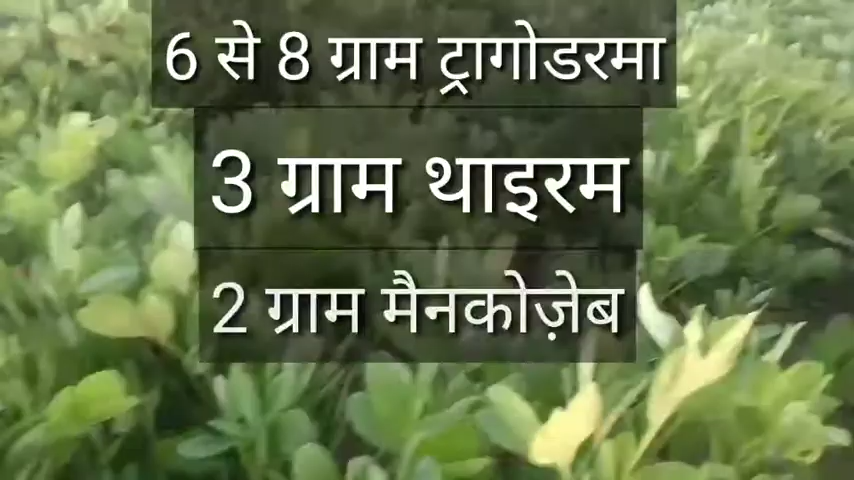 6 से 8 ग्राम ट्रागोडरमा
3 ग्राम थाइरम
2 ग्राम मैनकोज़ेब